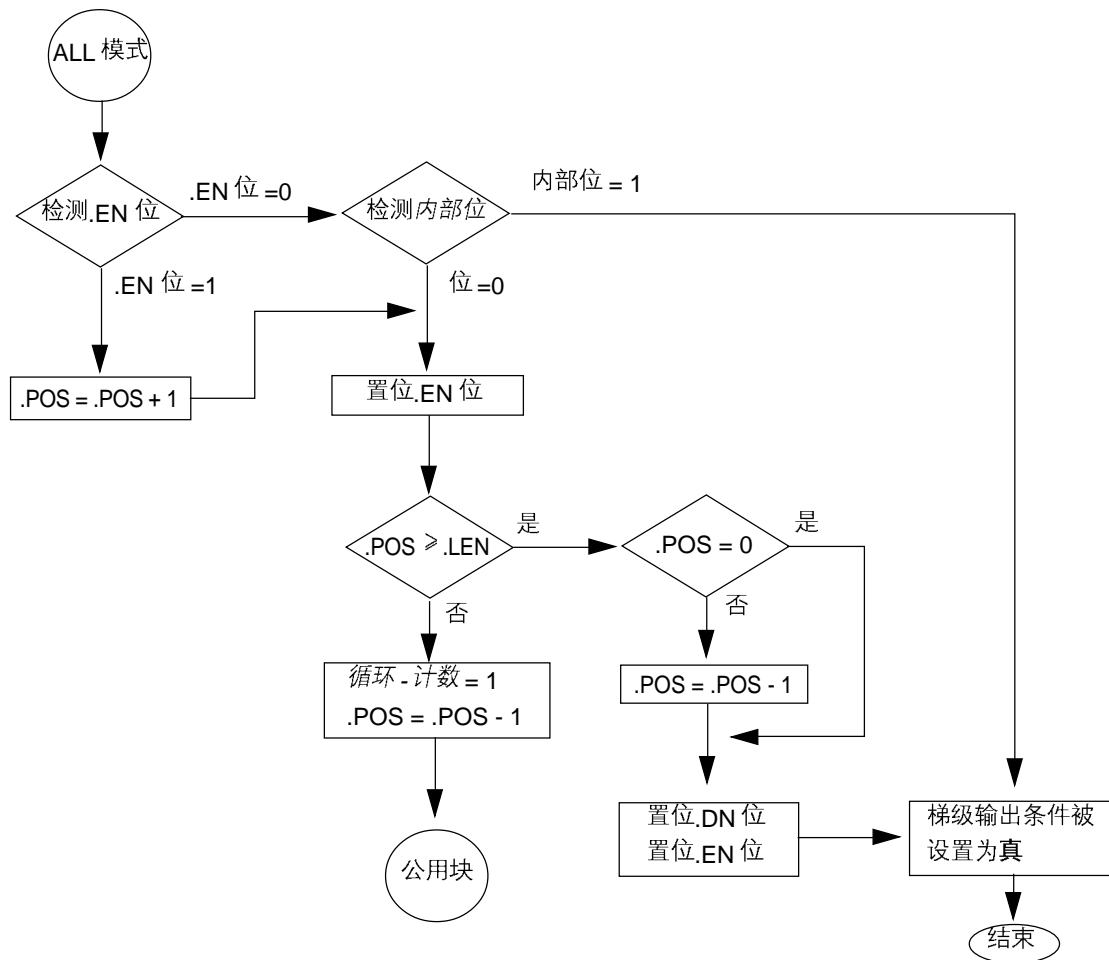 ALL 模式
检测.EN 位
.EN 位 =0
检测内部位
内部位 = 1
.EN 位 =1
位 =0
.POS = .POS + 1
置位.EN 位
.POS ⩾ .LEN
是
.POS = 0
是
否
否
循环 - 计数 = 1
.POS = .POS - 1
.POS = .POS - 1
置位.DN 位
置位.EN 位
梯级输出条件被
设置为真
公用块
结束